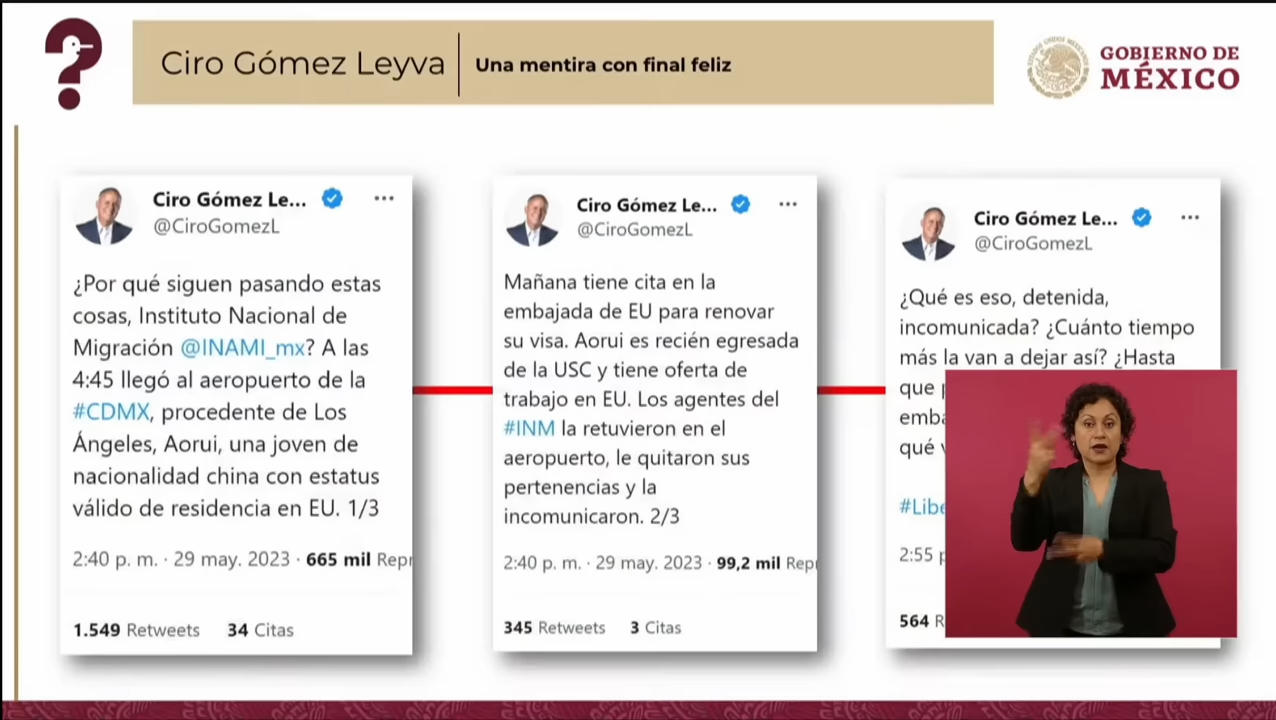 Ciro Gómez Leyva
Una mentira con final feliz
GOBIERNO DE
MÉXICO
Ciro Gómez Le...
@CiroGomezL
¿Por qué siguen pasando estas
cosas, Instituto Nacional de
Migración @INAMI_mx? A las
4:45 llegó al aeropuerto de la
#CDMX, procedente de Los
Ángeles, Aorui, una joven de
nacionalidad china con estatus
válido de residencia en EU. 1/3
2:40 p. m. · 29 may. 2023 · 665 mil Repr
1.549 Retweets 34 Citas
Ciro Gómez Le...
@CiroGomezL
Mañana tiene cita en la
embajada de EU para renovar
su visa. Aorui es recién egresada
de la USC y tiene oferta de
trabajo en EU. Los agentes del
#INM la retuvieron en el
aeropuerto, le quitaron sus
pertenencias y la
incomunicaron. 2/3
2:40 p. m. · 29 may. 2023 · 99,2 mil Rep
345 Retweets 3 Citas
Ciro Gómez Le...
@CiroGomezL
¿Qué es eso, detenida,
incomunicada? ¿Cuánto tiempo
más la van a dejar así? ¿Hasta
que
emba
qué
#Libe
2:55 p
564 R